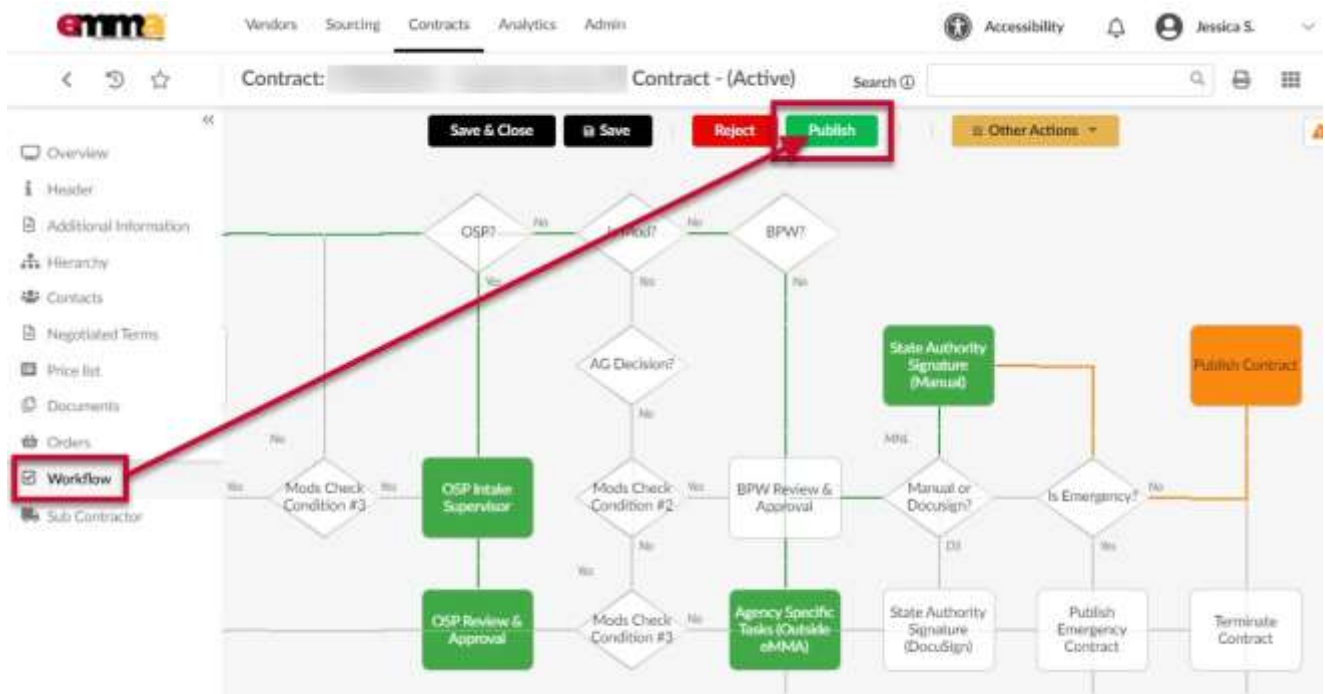 emma
Vendors Sourcing Contracts Analytics Admin
Accessibility
Jessica S.
Contract:
Contract - (Active)
Search
Save & Close
Save
Reject
Publish
Other Actions
Overview
Header
Additional Information
Hierarchy
Contacts
Negotiated Terms
Price list
Documents
Orders
Workflow
Sub Contractor
OSP?
No
No
BPW?
Yes
No
No
AG Decision?
State Authority
Signature
(Manual)
Publish Contract
No
No
MNL
Yes
Mods Check
Condition #3
Yes
OSP Intake
Supervisor
Mods Check
Condition #2
Yes
BPW Review &
Approval
Manual or
Docusign?
Is Emergency?
No
No
Yes
DS
Yes
OSP Review &
Approval
Mods Check
Condition #3
No
Agency Specific
Tasks (Outside
eMMA)
State Authority
Signature
(DocuSign)
Publish
Emergency
Contract
Terminate
Contract